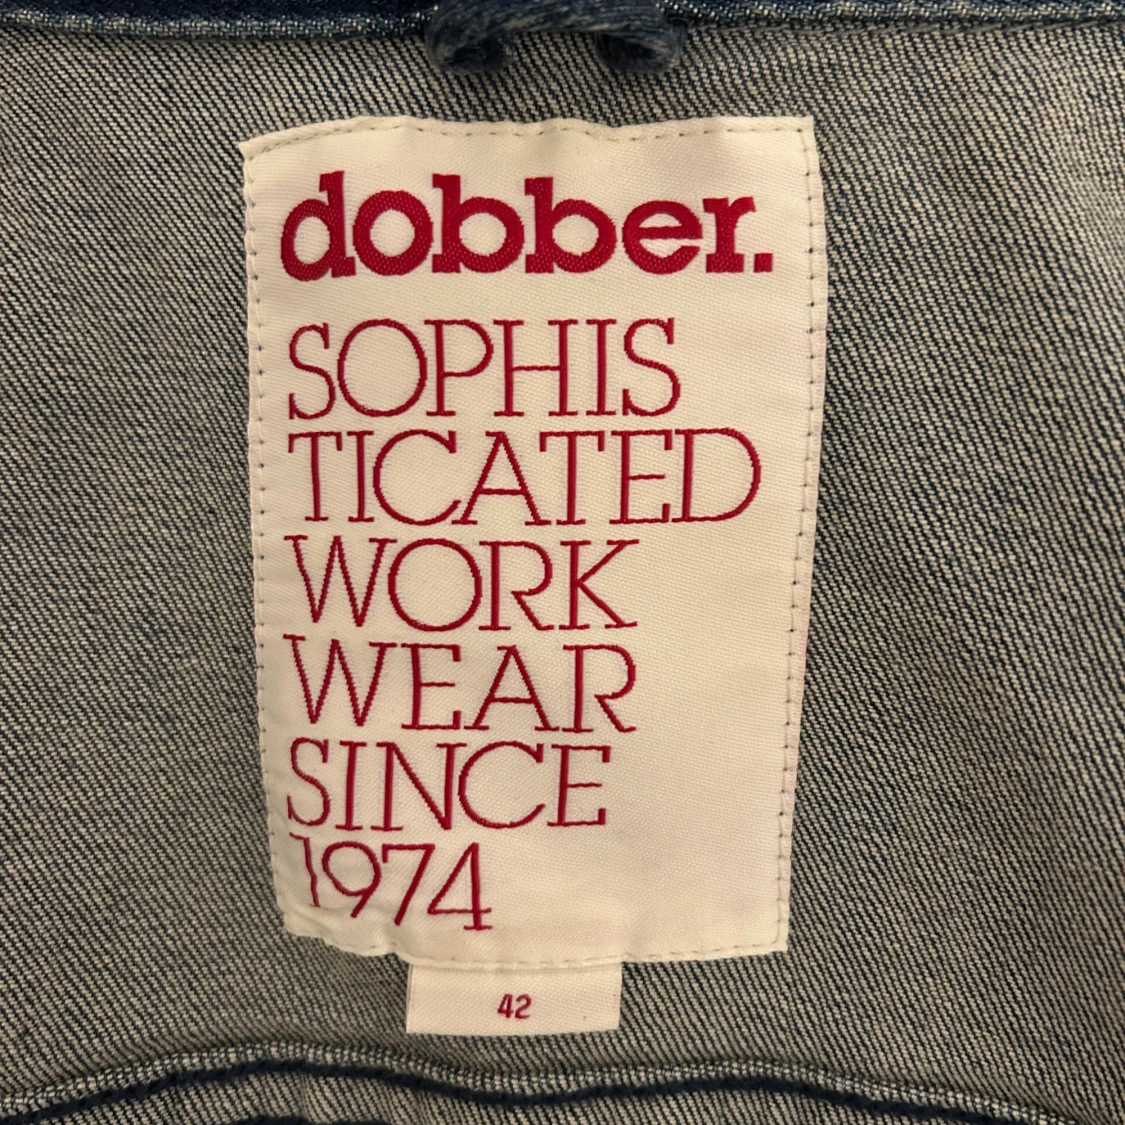 dobber.
SOPHIS
TICATED
WORK
WEAR
SINCE
1974
42